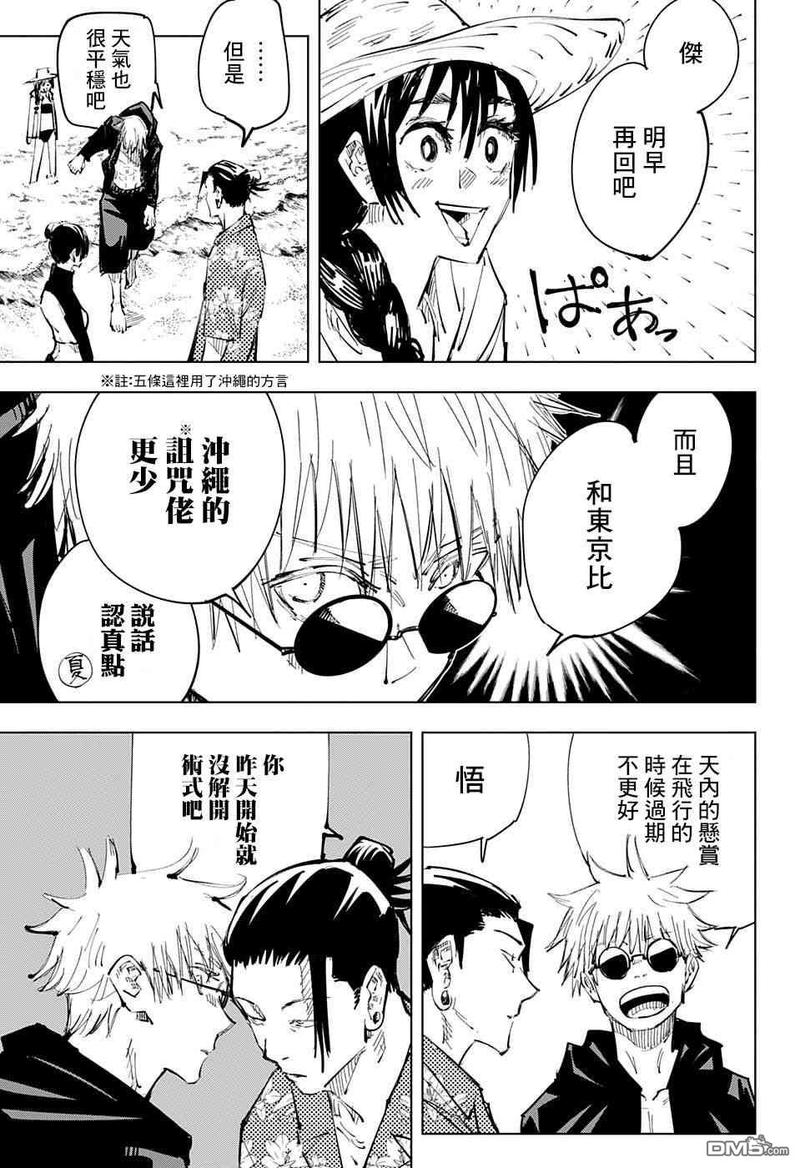 傑
明早
再回吧
ぱあっ
……
但是
天氣也
很平穩吧
※註:五條這裡用了沖繩的方言
而且
和東京比
沖繩的
※詛咒佬
更少
說話
認真點
夏
天內的懸賞
在飛行的
時候過期
不更好
悟
你
昨天開始就
沒解開
術式吧
DM5.com